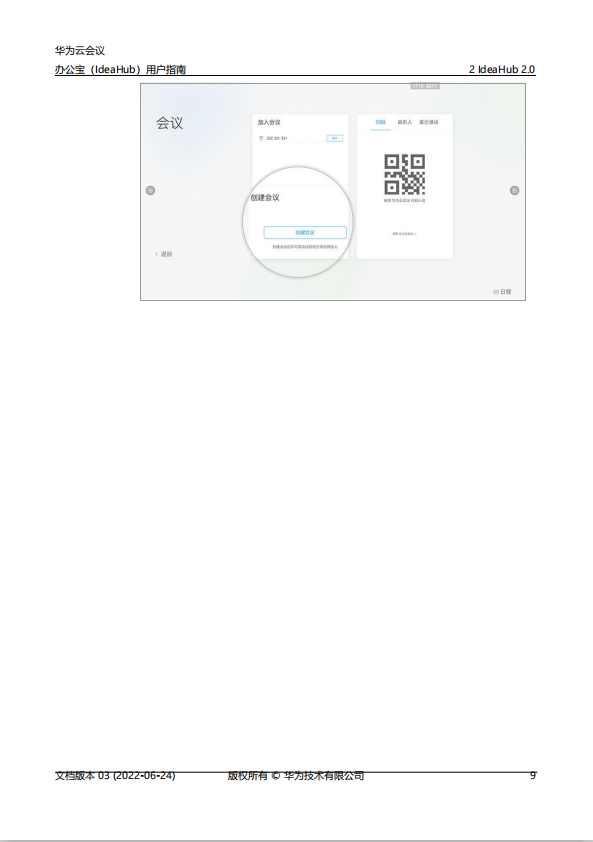 华为云会议
办公宝（IdeaHub）用户指南 2 IdeaHub 2.0
会议
加入会议
创建会议
创建会议
扫码 联系人 最近通话
返回
日程
文档版本 03 (2022-06-24) 版权所有 © 华为技术有限公司 9